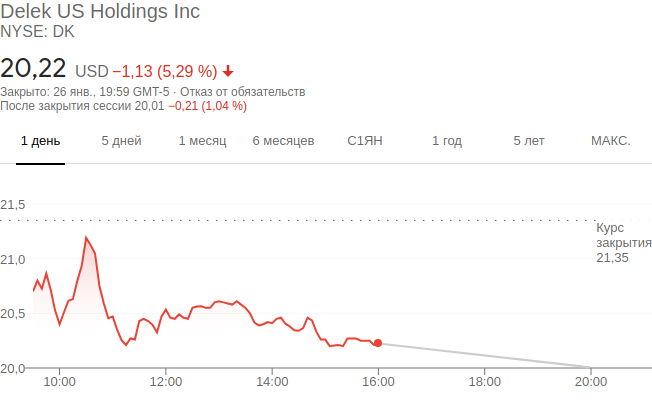 Delek US Holdings Inc
NYSE: DK
20,22 USD −1,13 (5,29 %)
Закрыто: 26 янв., 19:59 GMT-5 · Отказ от обязательств
После закрытия сессии 20,01 −0,21 (1,04 %)
1 день 5 дней 1 месяц 6 месяцев С1ЯН 1 год 5 лет МАКС.
21,5
Курс
закрытия
21,35
21,0
20,5
20,0
10:00 12:00 14:00 16:00 18:00 20:00